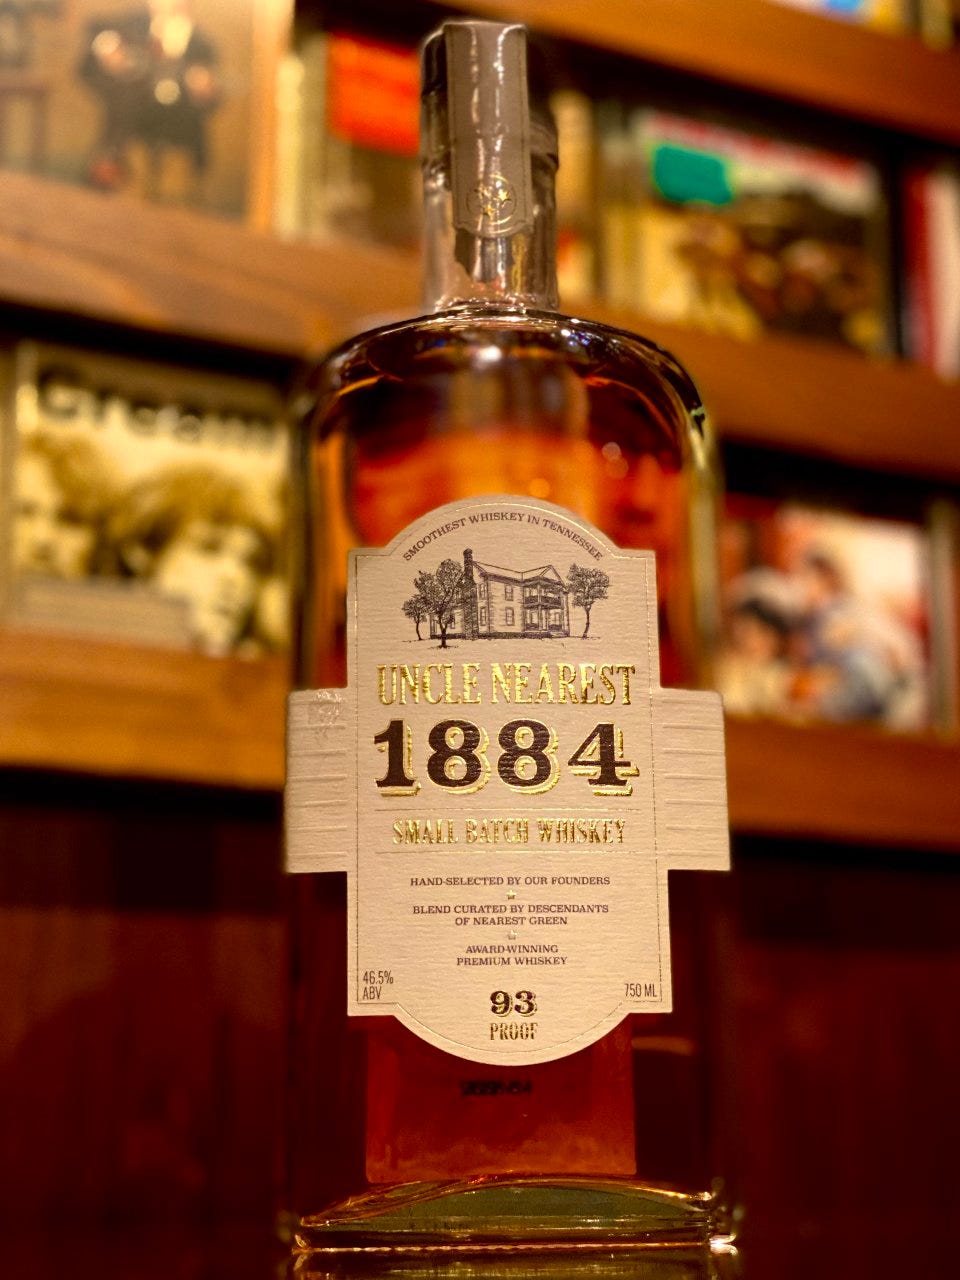 SMOOTHEST WHISKEY IN TENNESSEE
UNCLE NEAREST
1884
SMALL BATCH WHISKEY
HAND-SELECTED BY OUR FOUNDERS
BLEND CURATED BY DESCENDANTS
OF NEAREST GREEN
AWARD-WINNING
PREMIUM WHISKEY
46.5%
ABV
750 ML
93
PROOF